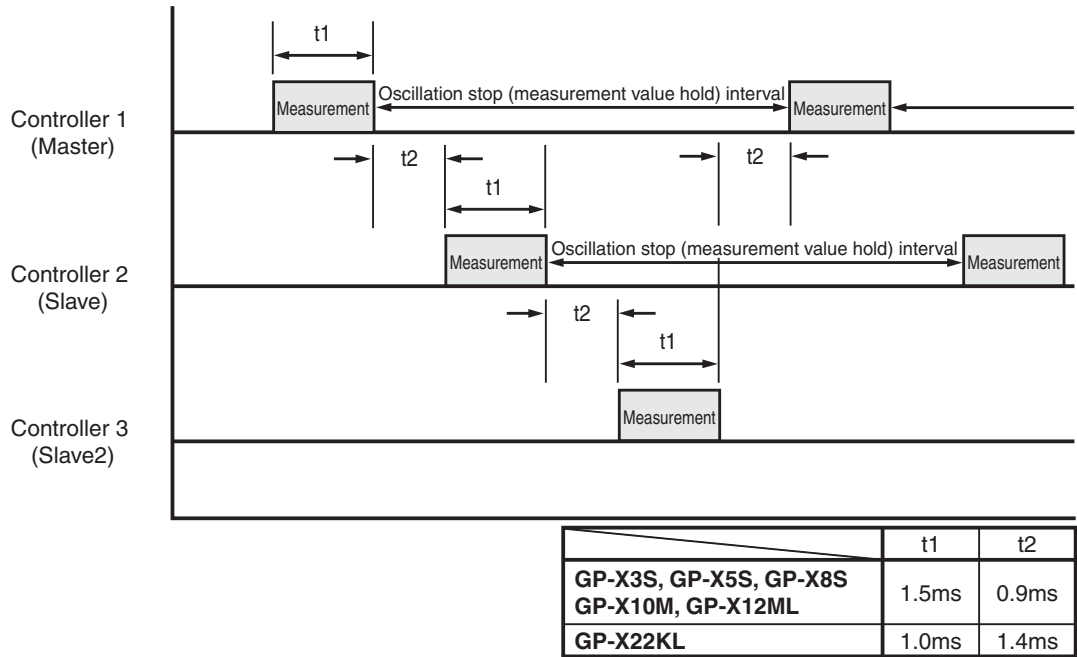 t1
Controller 1
(Master)
Measurement
Oscillation stop (measurement value hold) interval
Measurement
t2
t2
t1
Controller 2
(Slave)
Measurement
Oscillation stop (measurement value hold) interval
Measurement
t2
t1
Controller 3
(Slave2)
Measurement
t1 t2
GP-X3S, GP-X5S, GP-X8S
GP-X10M, GP-X12ML
1.5ms 0.9ms
GP-X22KL 1.0ms 1.4ms